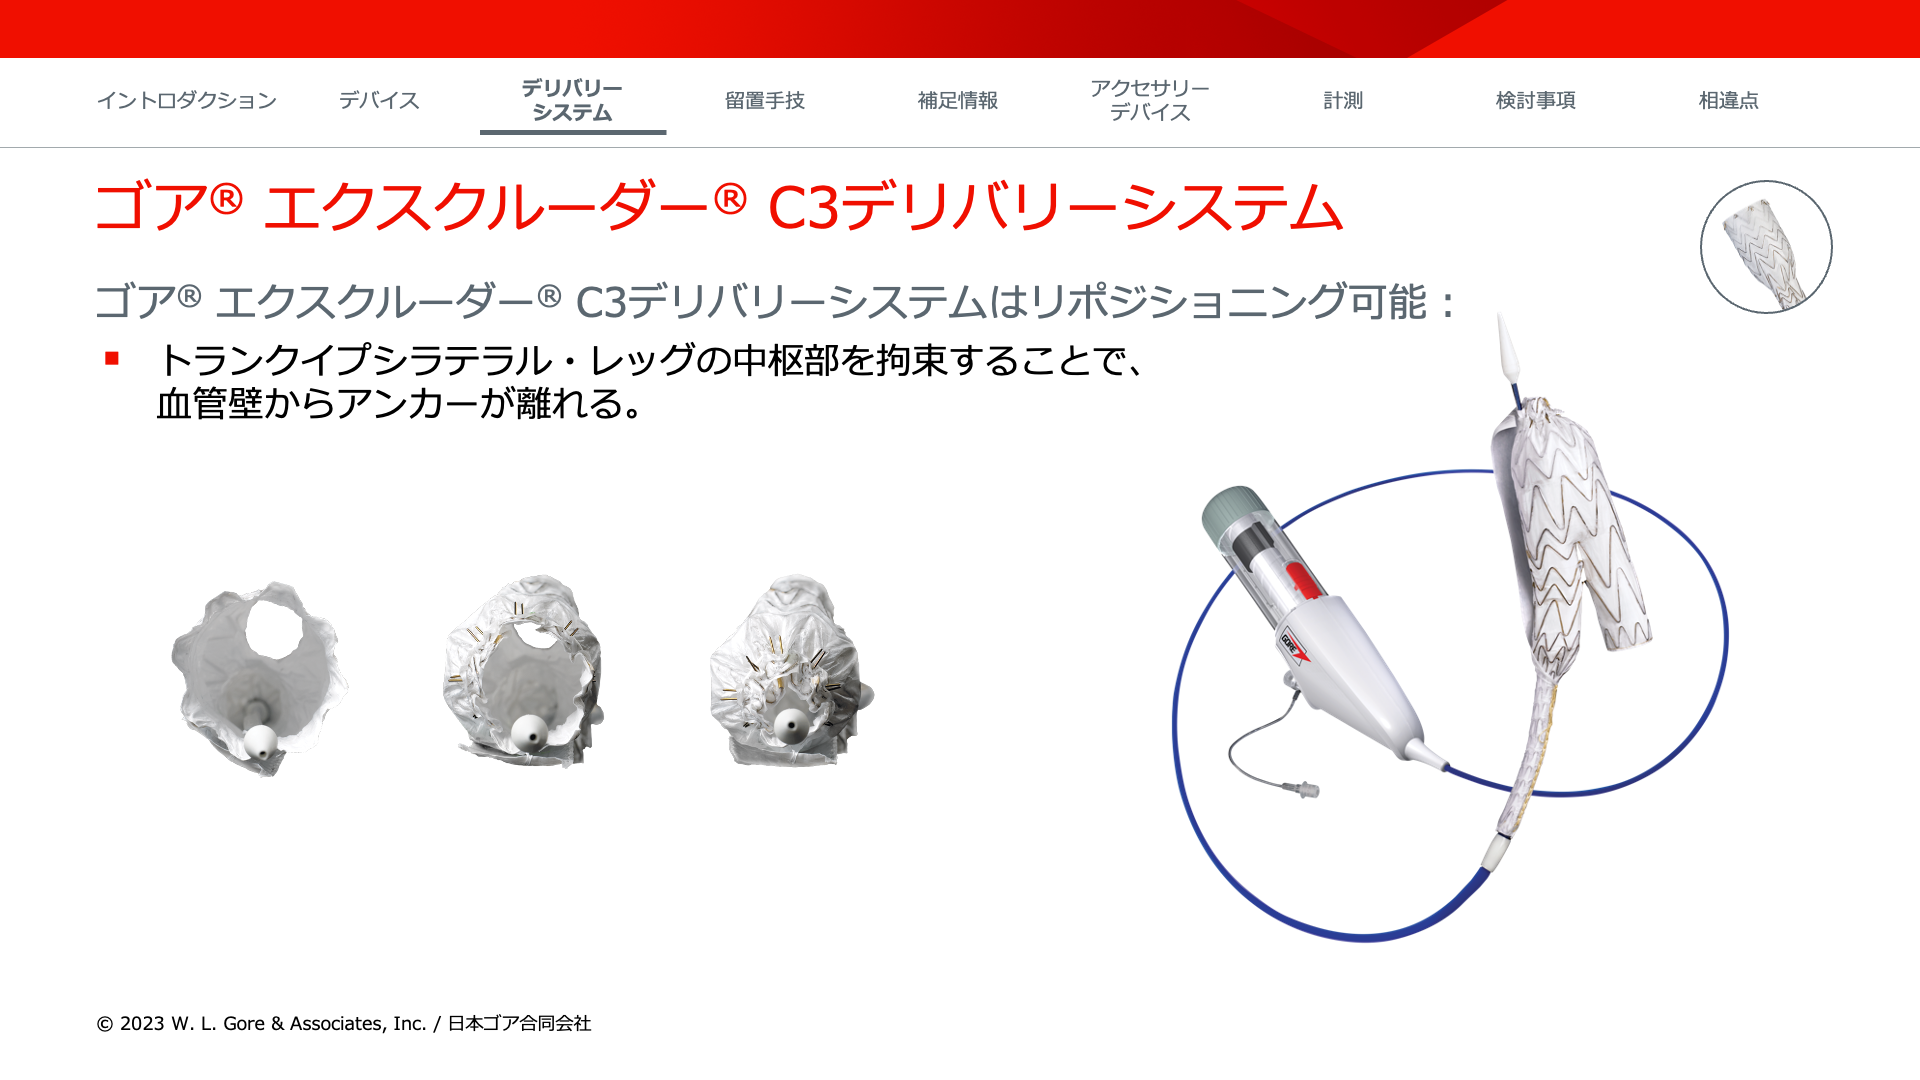 イントロダクション
デバイス
デリバリー
システム
留置手技
補足情報
アクセサリー
デバイス
計測
検討事項
相違点
ゴア® エクスクルーダー® C3デリバリーシステム
ゴア® エクスクルーダー® C3デリバリーシステムはリポジショニング可能：
▪ トランクイプシラテラル・レッグの中枢部を拘束することで、
血管壁からアンカーが離れる。
GORE
© 2023 W. L. Gore & Associates, Inc. / 日本ゴア合同会社